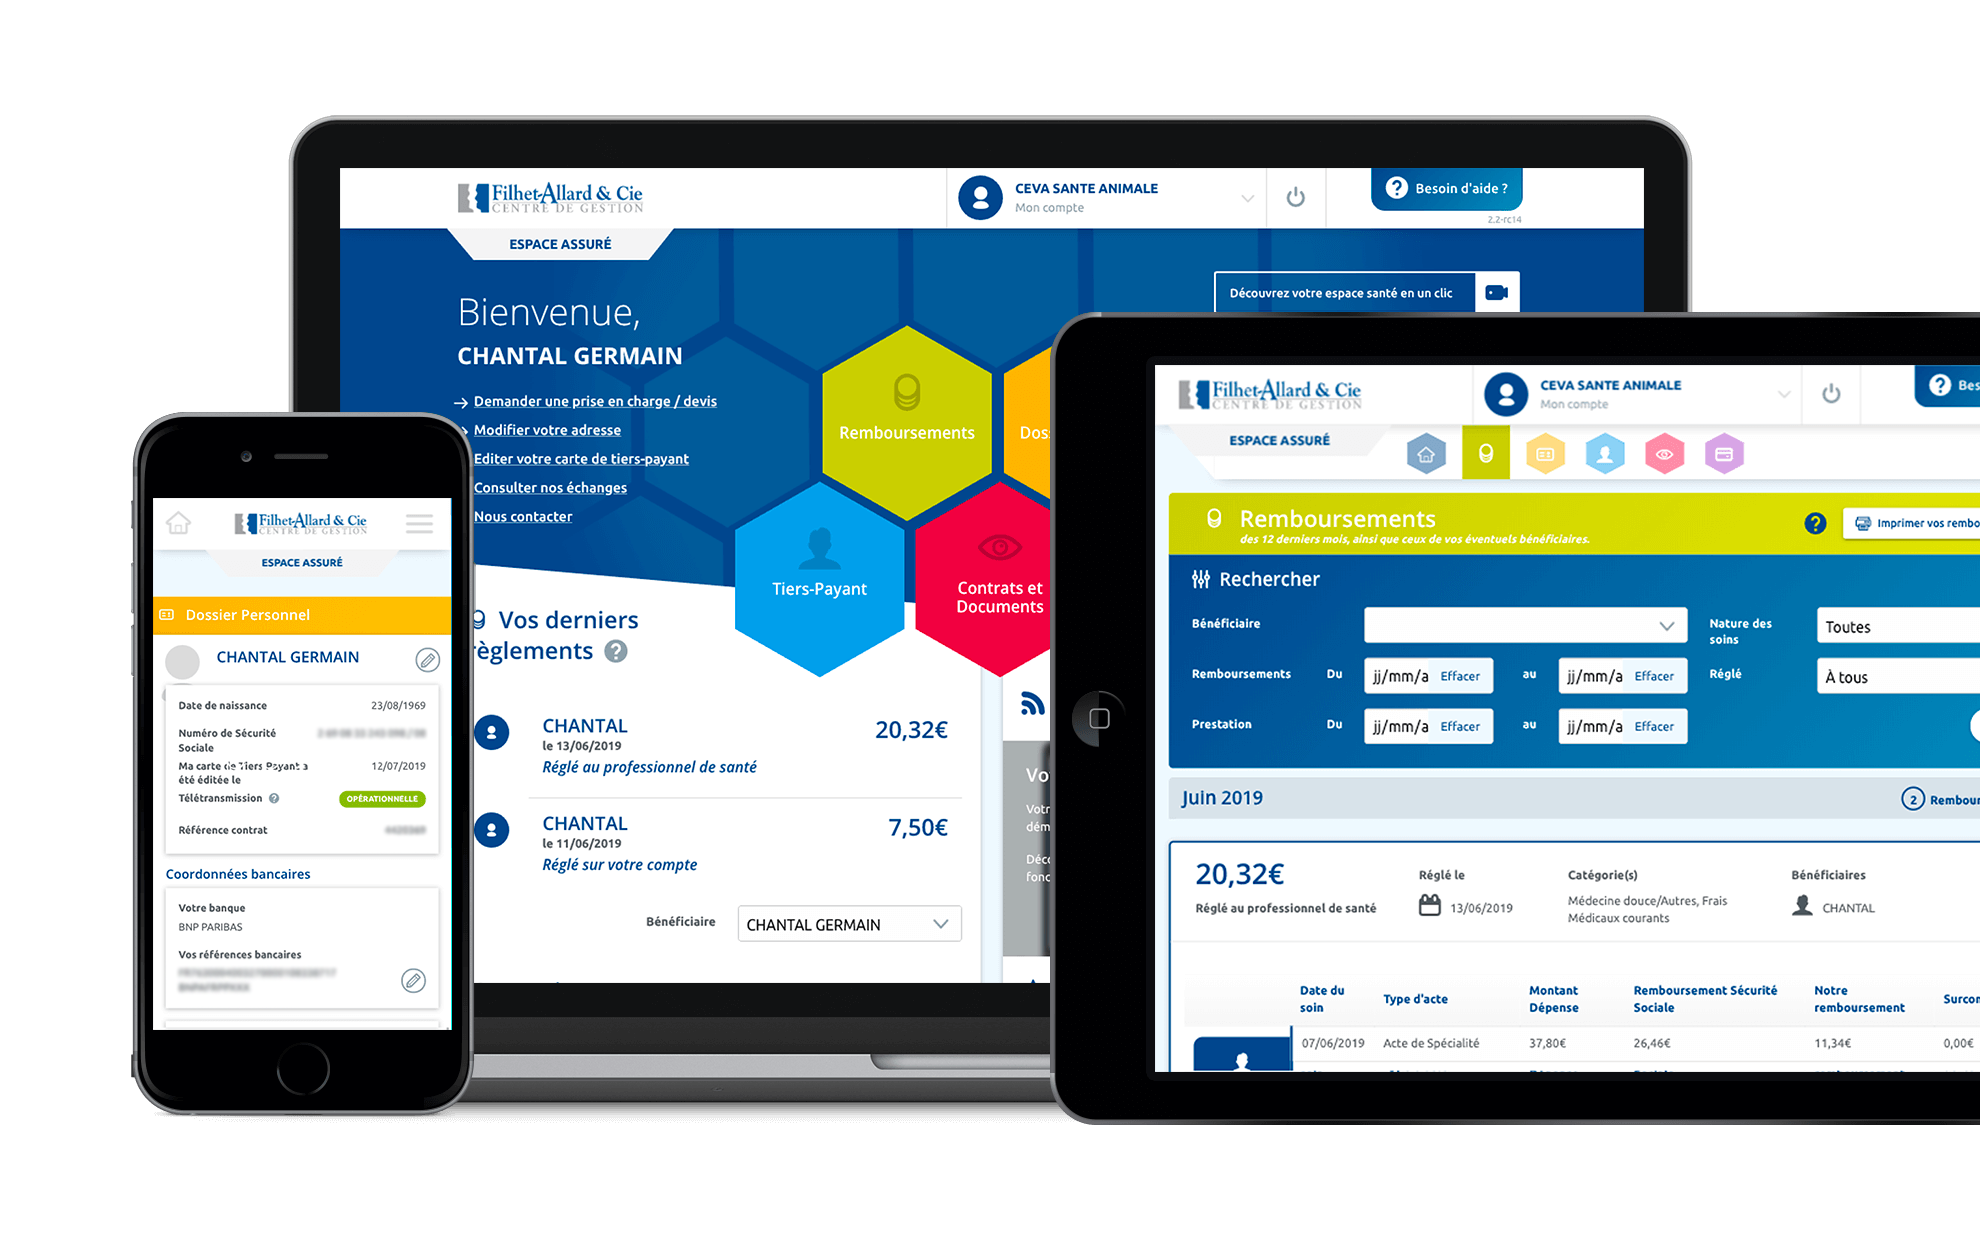 Filhet-Allard & Cie
CENTRE DE GESTION
CEVA SANTE ANIMALE
Mon compte
Besoin d'aide ?
2.2-rc14
ESPACE ASSURÉ
Découvrez votre espace santé en un clic
Bienvenue,
CHANTAL GERMAIN
Demander une prise en charge / devis
Modifier votre adresse
Editer votre carte de tiers-payant
Consulter nos échanges
Nous contacter
Remboursements
Dos
Tiers-Payant
Contrats et
Documents
Vos derniers
règlements ?
CHANTAL
le 13/06/2019
Réglé au professionnel de santé
20,32€
CHANTAL
le 11/06/2019
Réglé sur votre compte
7,50€
Bénéficiaire
CHANTAL GERMAIN
Vo
Votr
dém
Déco
fonc
Filhet-Allard & Cie
CENTRE DE GESTION
ESPACE ASSURÉ
Dossier Personnel
CHANTAL GERMAIN
Date de naissance 23/08/1969
Numéro de Sécurité
Sociale
Ma carte de Tiers Payant a 12/07/2019
été éditée le
Télétransmission ? OPÉRATIONNELLE
Référence contrat
Coordonnées bancaires
Votre banque
BNP PARIBAS
Vos références bancaires
Filhet-Allard & Cie
CENTRE DE GESTION
CEVA SANTE ANIMALE
Mon compte
? Bes
ESPACE ASSURÉ
Remboursements
des 12 derniers mois, ainsi que ceux de vos éventuels bénéficiaires.
? Imprimer vos rembo
Rechercher
Bénéficiaire
Nature des
soins
Toutes
Remboursements Du jj/mm/a Effacer au jj/mm/a Effacer Réglé À tous
Prestation Du jj/mm/a Effacer au jj/mm/a Effacer
Juin 2019
2 Rembour
20,32€
Réglé au professionnel de santé
Réglé le
13/06/2019
Catégorie(s)
Médecine douce/Autres, Frais
Médicaux courants
Bénéficiaires
CHANTAL
Date du
soin
Type d'acte
Montant
Dépense
Remboursement Sécurité
Sociale
Notre
remboursement
Surcon
07/06/2019 Acte de Spécialité 37,80€ 26,46€ 11,34€ 0,00€